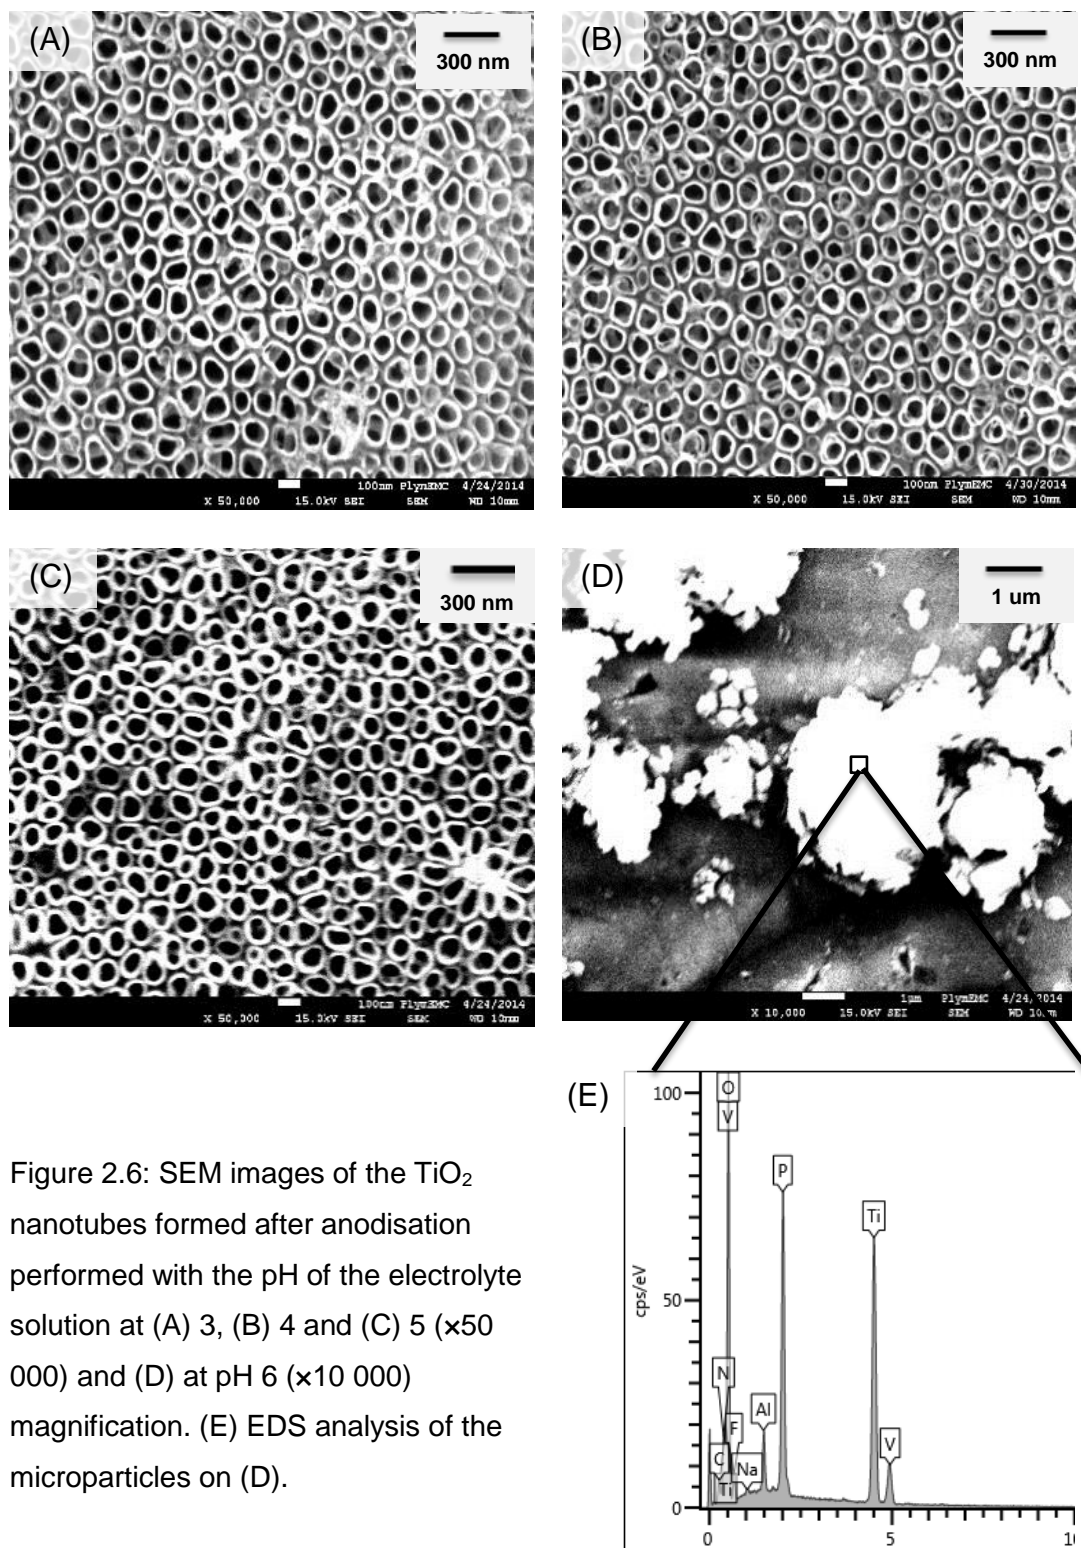 (A)
300 nm
100nm PlymEMC 4/24/2014
X 50,000 15.0kV SEI SEM WD 10mm
(B)
300 nm
100nm PlymEMC 4/30/2014
X 50,000 15.0kV SEI SEM WD 10mm
(C)
300 nm
100nm PlymEMC 4/24/2014
X 50,000 15.0kV SEI SEM WD 10mm
(D)
1 um
1µm PlymEMC 4/24/2014
X 10,000 15.0kV SEI SEM WD 10mm
(E)
100
50
0
cps/eV
O
V
P
Ti
N
F
Al
C
Na
Ti
V
0 5
Figure 2.6: SEM images of the TiO₂
nanotubes formed after anodisation
performed with the pH of the electrolyte
solution at (A) 3, (B) 4 and (C) 5 (×50
000) and (D) at pH 6 (×10 000)
magnification. (E) EDS analysis of the
microparticles on (D).